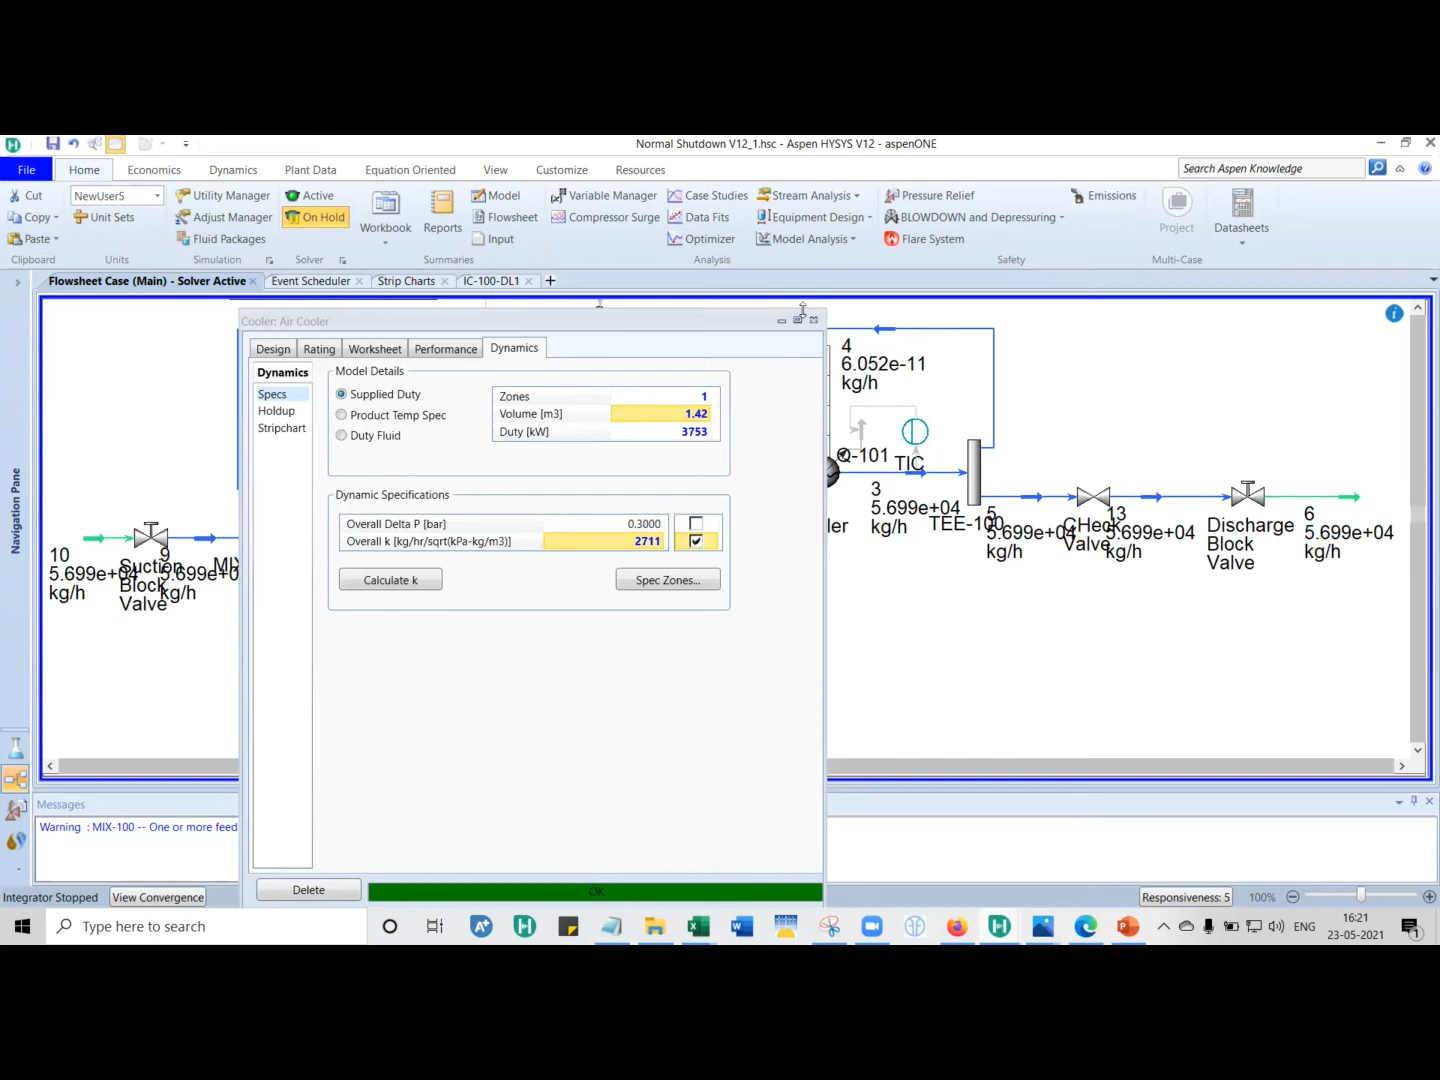 Normal Shutdown V12_1.hsc - Aspen HYSYS V12 - aspenONE
File Home Economics Dynamics Plant Data Equation Oriented View Customize Resources
Search Aspen Knowledge
Cut NewUser5 Utility Manager Active Model Variable Manager Case Studies Stream Analysis Pressure Relief Emissions
Copy Unit Sets Adjust Manager On Hold Workbook Reports Flowsheet Compressor Surge Data Fits Equipment Design BLOWDOWN and Depressuring Project Datasheets
Paste Fluid Packages Input Optimizer Model Analysis Flare System
Clipboard Units Simulation Solver Summaries Analysis Safety Multi-Case
Flowsheet Case (Main) - Solver Active Event Scheduler Strip Charts IC-100-DL1
Navigation Pane
Cooler: Air Cooler
Design Rating Worksheet Performance Dynamics
Dynamics
Specs
Holdup
Stripchart
Model Details
Supplied Duty
Product Temp Spec
Duty Fluid
Zones 1
Volume [m3] 1.42
Duty [kW] 3753
Dynamic Specifications
Overall Delta P [bar] 0.3000
Overall k [kg/hr/sqrt(kPa-kg/m3)] 2711
Calculate k Spec Zones...
Delete OK
10
5.699e+04
kg/h
Suction
Block
Valve
9
5.699e+0
kg/h
MIX
4
6.052e-11
kg/h
Q-101
TIC
ler
3
5.699e+04
kg/h
TEE-100
5
5.699e+04
kg/h
CHeck
Valve
13
5.699e+04
kg/h
Discharge
Block
Valve
6
5.699e+04
kg/h
Messages
Warning : MIX-100 -- One or more feed
Integrator Stopped View Convergence Responsiveness: 5 100%
Type here to search
ENG
16:21
23-05-2021
1